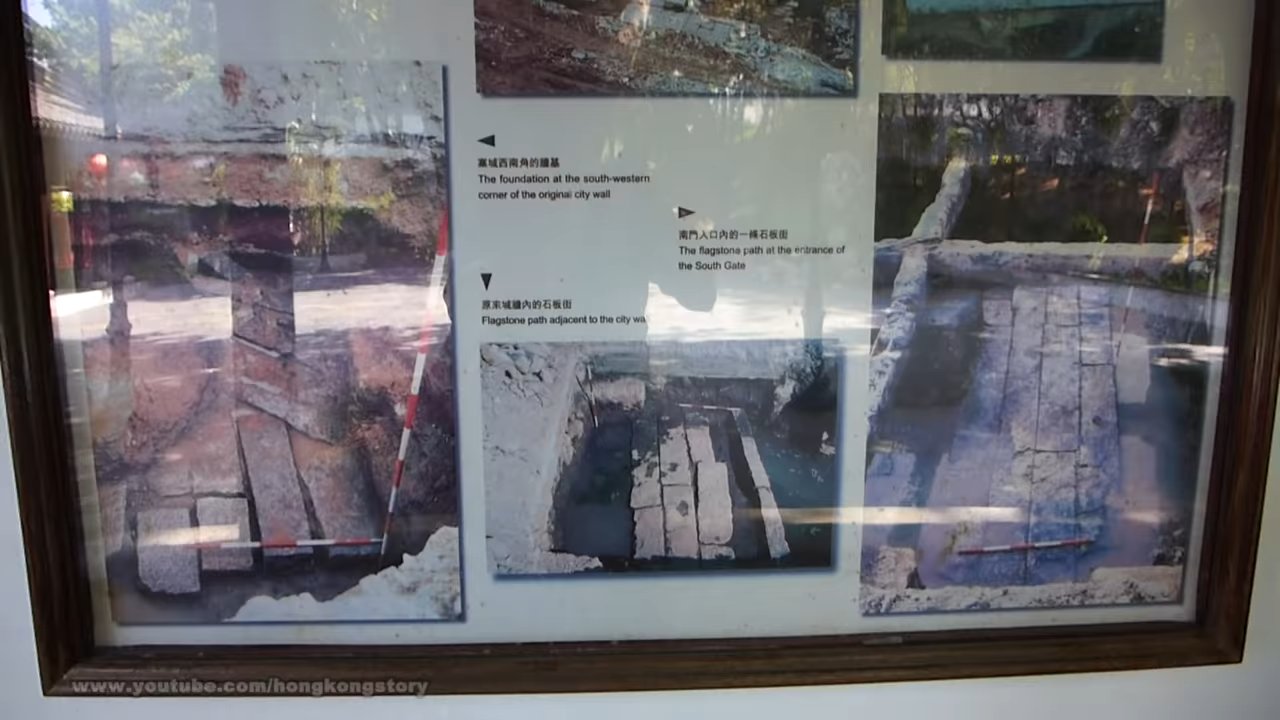 寨城西南角的牆基
The foundation at the south-western
corner of the original city wall
南門入口內的一條石板街
The flagstone path at the entrance of
the South Gate
原來城牆內的石板街
Flagstone path adjacent to the city wa
www.youtube.com/hongkongstory